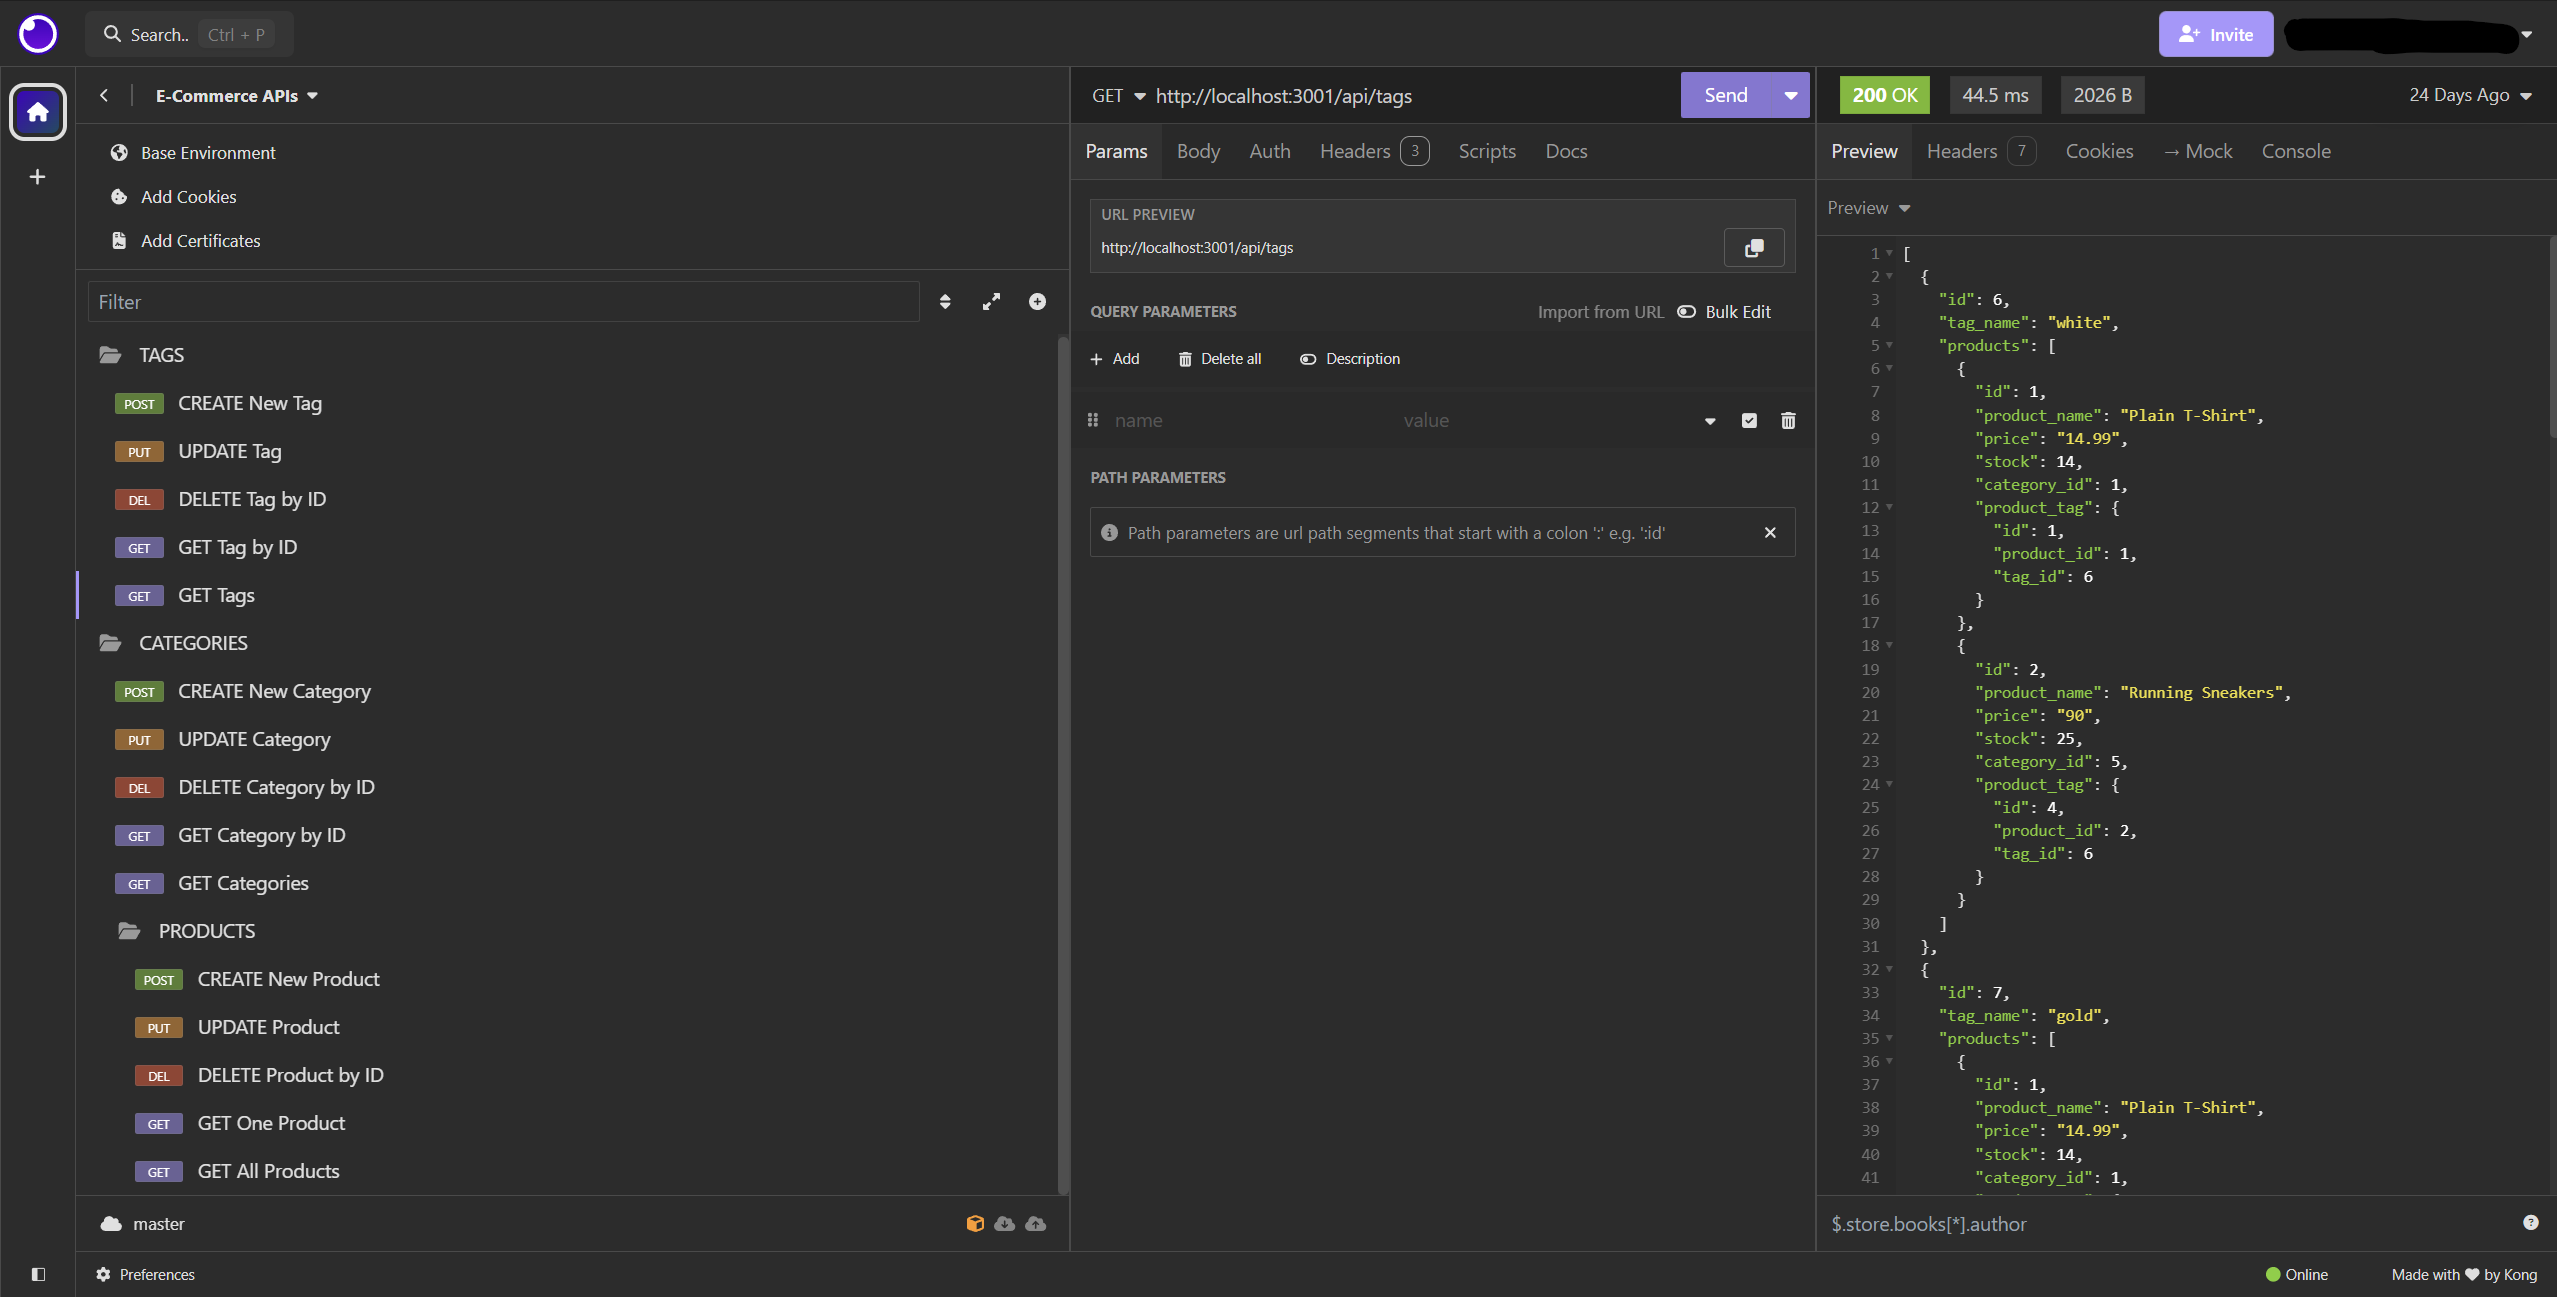 Search.. Ctrl + P
Invite
E-Commerce APIs
Base Environment
Add Cookies
Add Certificates
Filter
TAGS
POST CREATE New Tag
PUT UPDATE Tag
DEL DELETE Tag by ID
GET GET Tag by ID
GET GET Tags
CATEGORIES
POST CREATE New Category
PUT UPDATE Category
DEL DELETE Category by ID
GET GET Category by ID
GET GET Categories
PRODUCTS
POST CREATE New Product
PUT UPDATE Product
DEL DELETE Product by ID
GET GET One Product
GET GET All Products
master
Preferences
GET http://localhost:3001/api/tags Send
Params Body Auth Headers 3 Scripts Docs
URL PREVIEW
http://localhost:3001/api/tags
QUERY PARAMETERS Import from URL Bulk Edit
Add Delete all Description
name value
PATH PARAMETERS
Path parameters are url path segments that start with a colon ':' e.g. ':id'
200 OK 44.5 ms 2026 B 24 Days Ago
Preview Headers 7 Cookies → Mock Console
Preview
1 [
2 {
3 "id": 6,
4 "tag_name": "white",
5 "products": [
6 {
7 "id": 1,
8 "product_name": "Plain T-Shirt",
9 "price": "14.99",
10 "stock": 14,
11 "category_id": 1,
12 "product_tag": {
13 "id": 1,
14 "product_id": 1,
15 "tag_id": 6
16 }
17 },
18 {
19 "id": 2,
20 "product_name": "Running Sneakers",
21 "price": "90",
22 "stock": 25,
23 "category_id": 5,
24 "product_tag": {
25 "id": 4,
26 "product_id": 2,
27 "tag_id": 6
28 }
29 }
30 ]
31 },
32 {
33 "id": 7,
34 "tag_name": "gold",
35 "products": [
36 {
37 "id": 1,
38 "product_name": "Plain T-Shirt",
39 "price": "14.99",
40 "stock": 14,
41 "category_id": 1,
$.store.books[*].author
Online Made with ♥ by Kong